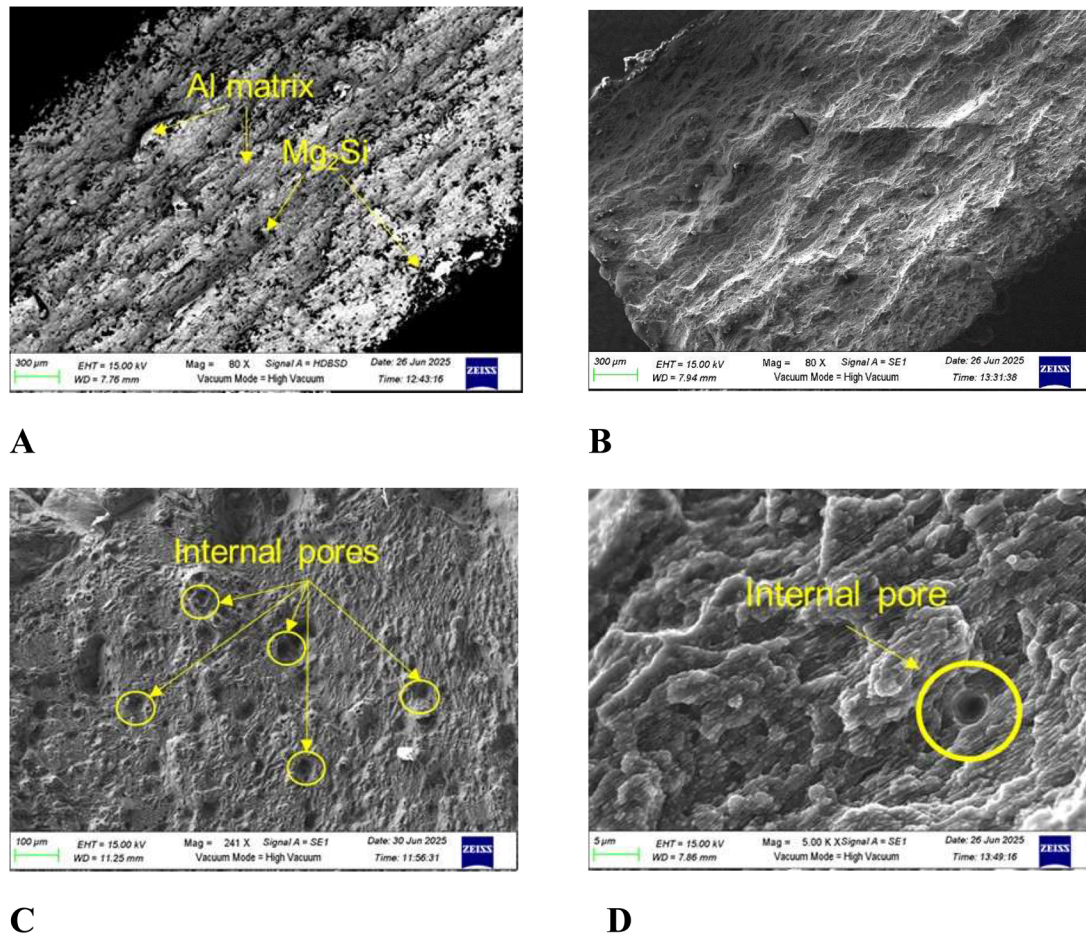 Al matrix
Mg₂Si
300 µm
EHT = 15.00 kV
WD = 7.76 mm
Mag = 80 X
Signal A = HDBSD
Vacuum Mode = High Vacuum
Date: 26 Jun 2025
Time: 12:43:16
ZEISS
300 µm
EHT = 15.00 kV
WD = 7.94 mm
Mag = 80 X
Signal A = SE1
Vacuum Mode = High Vacuum
Date: 26 Jun 2025
Time: 13:31:38
ZEISS
A
B
Internal pores
100 µm
EHT = 15.00 kV
WD = 11.25 mm
Mag = 241 X
Signal A = SE1
Vacuum Mode = High Vacuum
Date: 30 Jun 2025
Time: 11:56:31
ZEISS
Internal pore
5 µm
EHT = 15.00 kV
WD = 7.86 mm
Mag = 5.00 K X
Signal A = SE1
Vacuum Mode = High Vacuum
Date: 26 Jun 2025
Time: 13:49:16
ZEISS
C
D